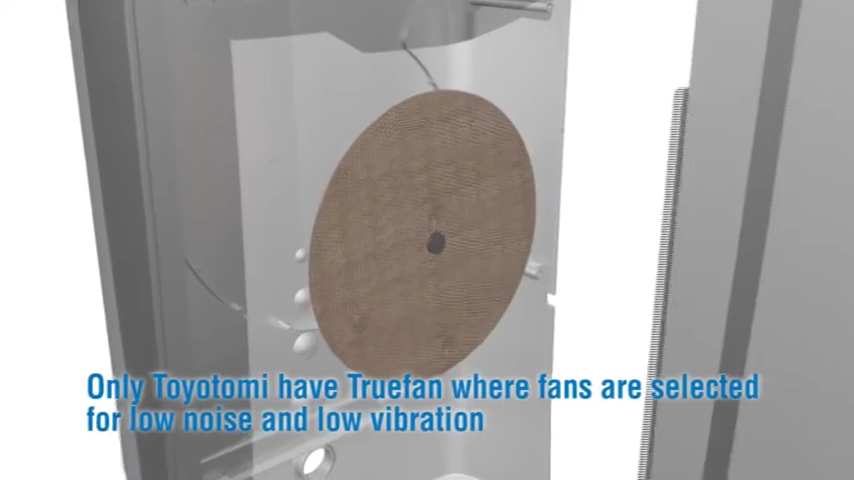 Only Toyotomi have Truefan where fans are selected
for low noise and low vibration